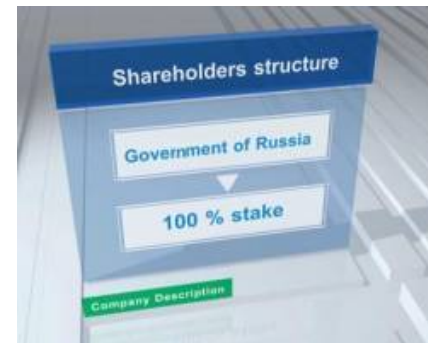 Shareholders structure
Government of Russia
100 % stake
Company Description